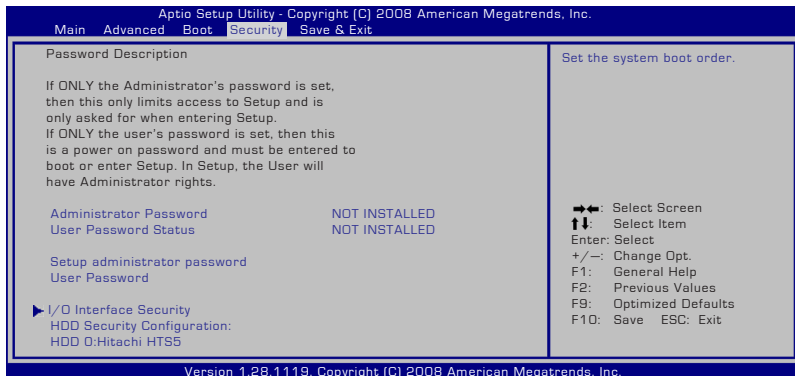 Aptio Setup Utility - Copyright (C) 2008 American Megatrends, Inc.
Main Advanced Boot Security Save & Exit
Password Description
If ONLY the Administrator's password is set,
then this only limits access to Setup and is
only asked for when entering Setup.
If ONLY the user's password is set, then this
is a power on password and must be entered to
boot or enter Setup. In Setup, the User will
have Administrator rights.
Administrator Password NOT INSTALLED
User Password Status NOT INSTALLED
Setup administrator password
User Password
I/O Interface Security
HDD Security Configuration:
HDD 0:Hitachi HTS5
Set the system boot order.
→←: Select Screen
↑↓: Select Item
Enter: Select
+/—: Change Opt.
F1: General Help
F2: Previous Values
F9: Optimized Defaults
F10: Save ESC: Exit
Version 1.28.1119. Copyright (C) 2008 American Megatrends, Inc.